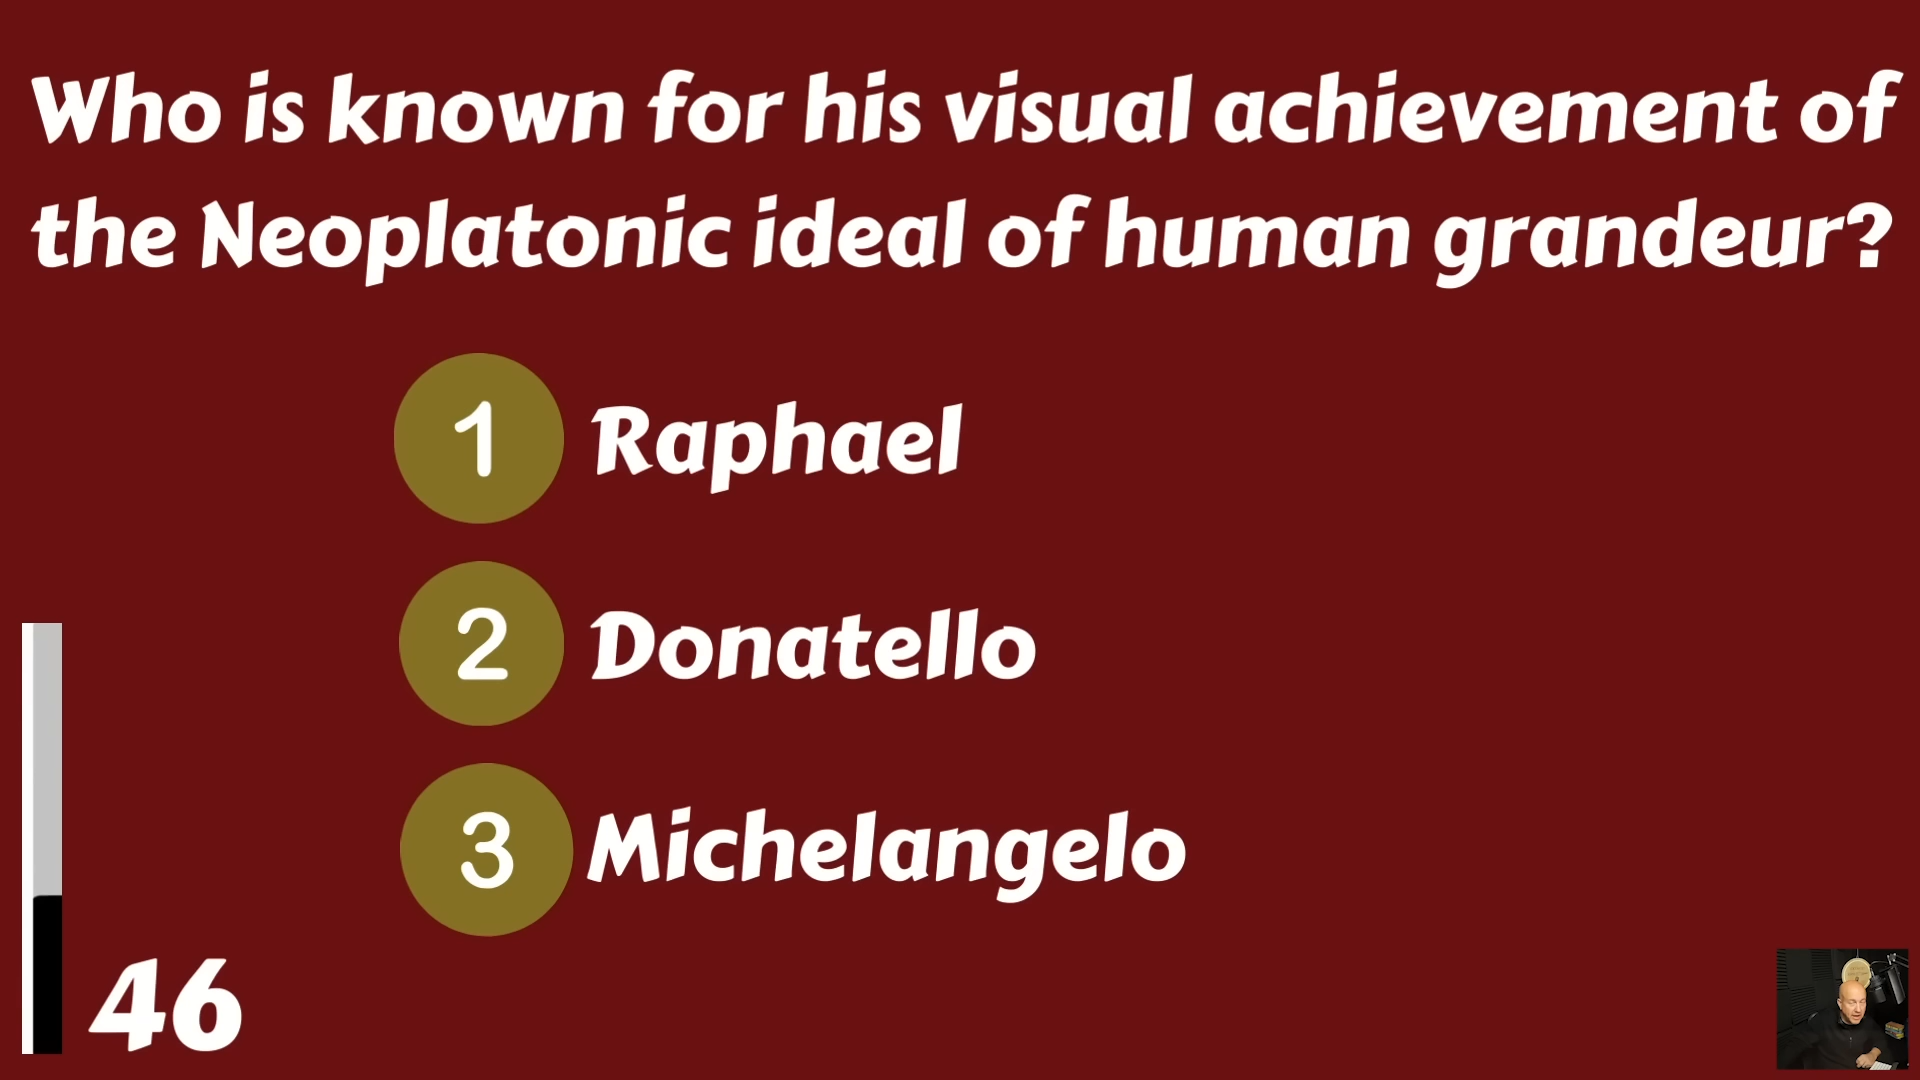 Who is known for his visual achievement of
the Neoplatonic ideal of human grandeur?
1 Raphael
2 Donatello
3 Michelangelo
46